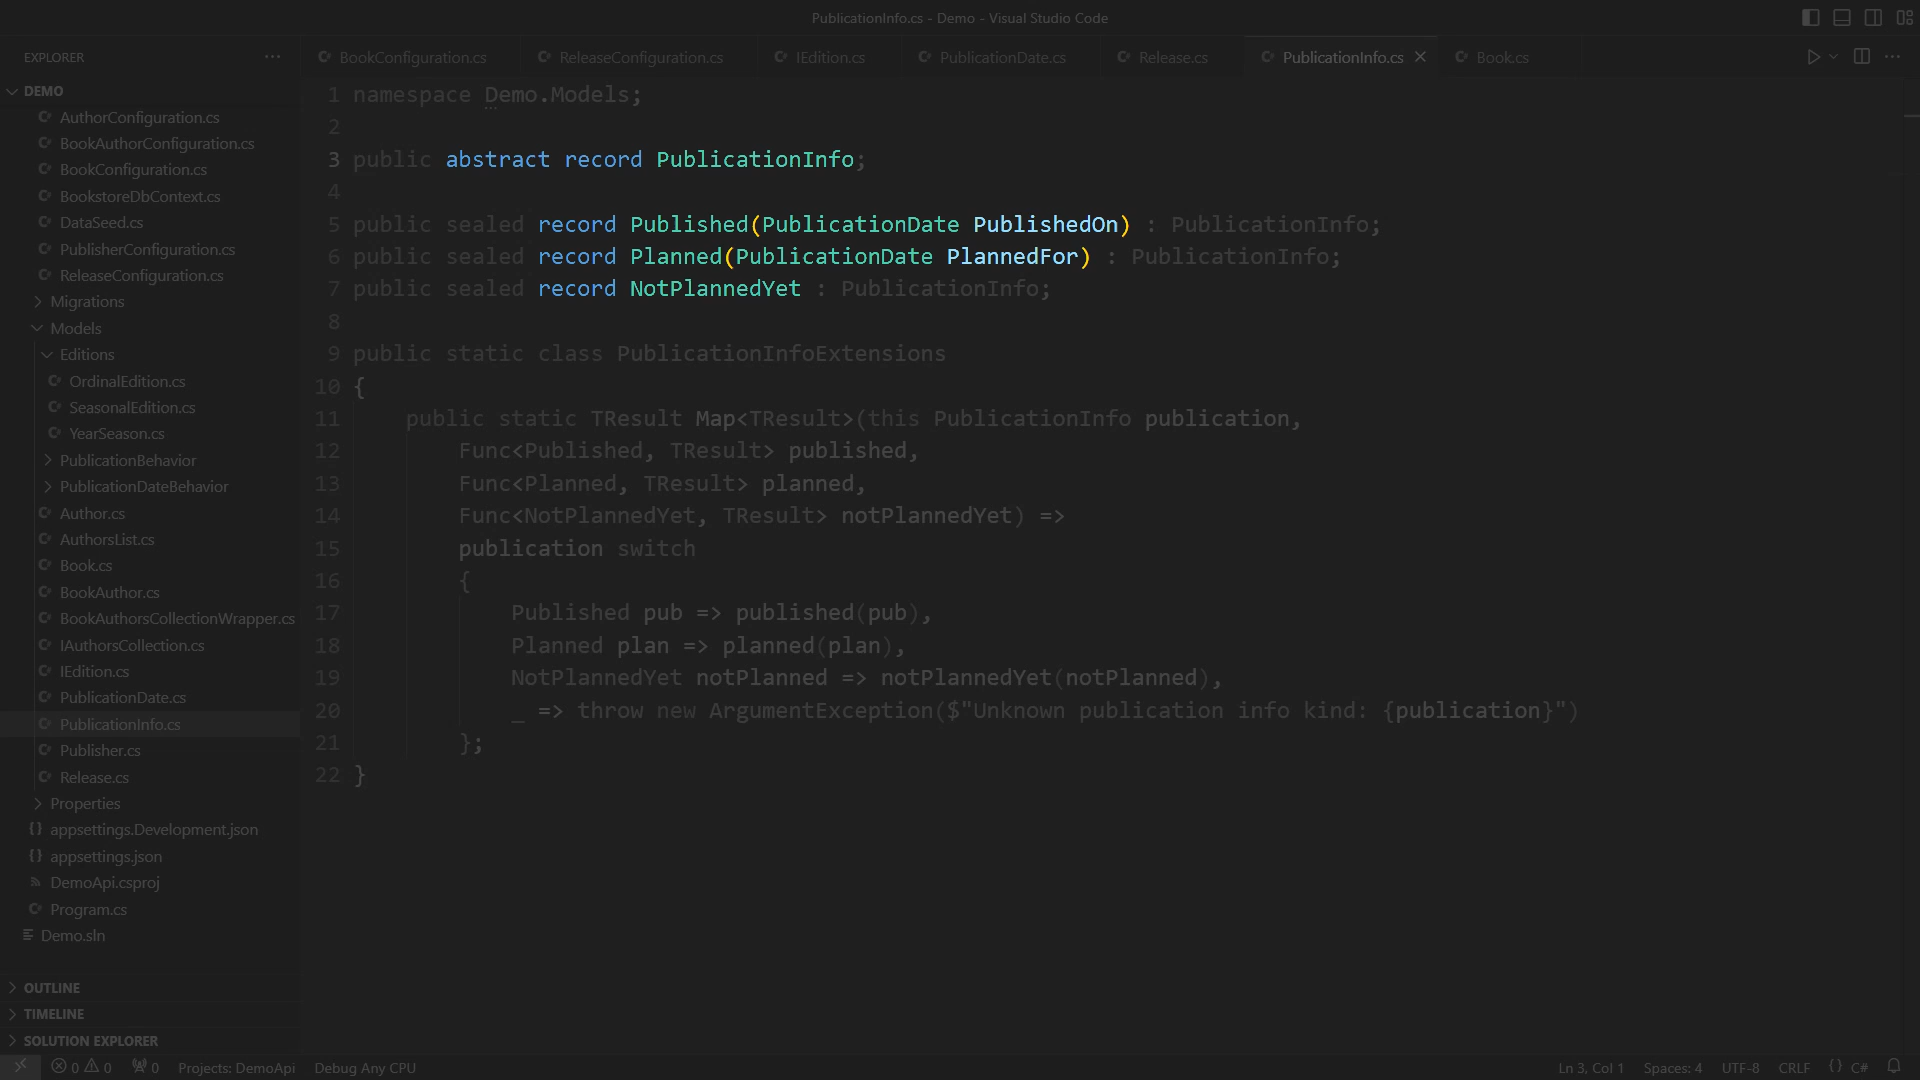 PublicationInfo.cs - Demo - Visual Studio Code
EXPLORER
BookConfiguration.cs
ReleaseConfiguration.cs
IEdition.cs
PublicationDate.cs
Release.cs
PublicationInfo.cs
Book.cs
DEMO
AuthorConfiguration.cs
BookAuthorConfiguration.cs
BookConfiguration.cs
BookstoreDbContext.cs
DataSeed.cs
PublisherConfiguration.cs
ReleaseConfiguration.cs
Migrations
Models
Editions
OrdinalEdition.cs
SeasonalEdition.cs
YearSeason.cs
PublicationBehavior
PublicationDateBehavior
Author.cs
AuthorsList.cs
Book.cs
BookAuthor.cs
BookAuthorsCollectionWrapper.cs
IAuthorsCollection.cs
IEdition.cs
PublicationDate.cs
PublicationInfo.cs
Publisher.cs
Release.cs
Properties
{} appsettings.Development.json
{} appsettings.json
DemoApi.csproj
Program.cs
Demo.sln
OUTLINE
TIMELINE
SOLUTION EXPLORER
1 namespace Demo.Models;
2
3 public abstract record PublicationInfo;
4
5 public sealed record Published(PublicationDate PublishedOn) : PublicationInfo;
6 public sealed record Planned(PublicationDate PlannedFor) : PublicationInfo;
7 public sealed record NotPlannedYet : PublicationInfo;
8
9 public static class PublicationInfoExtensions
10 {
11     public static TResult Map<TResult>(this PublicationInfo publication,
12         Func<Published, TResult> published,
13         Func<Planned, TResult> planned,
14         Func<NotPlannedYet, TResult> notPlannedYet) =>
15         publication switch
16         {
17             Published pub => published(pub),
18             Planned plan => planned(plan),
19             NotPlannedYet notPlanned => notPlannedYet(notPlanned),
20             _ => throw new ArgumentException($"Unknown publication info kind: {publication}")
21         };
22 }
0 0 0 Projects: DemoApi Debug Any CPU
Ln 3, Col 1 Spaces: 4 UTF-8 CRLF {} C#